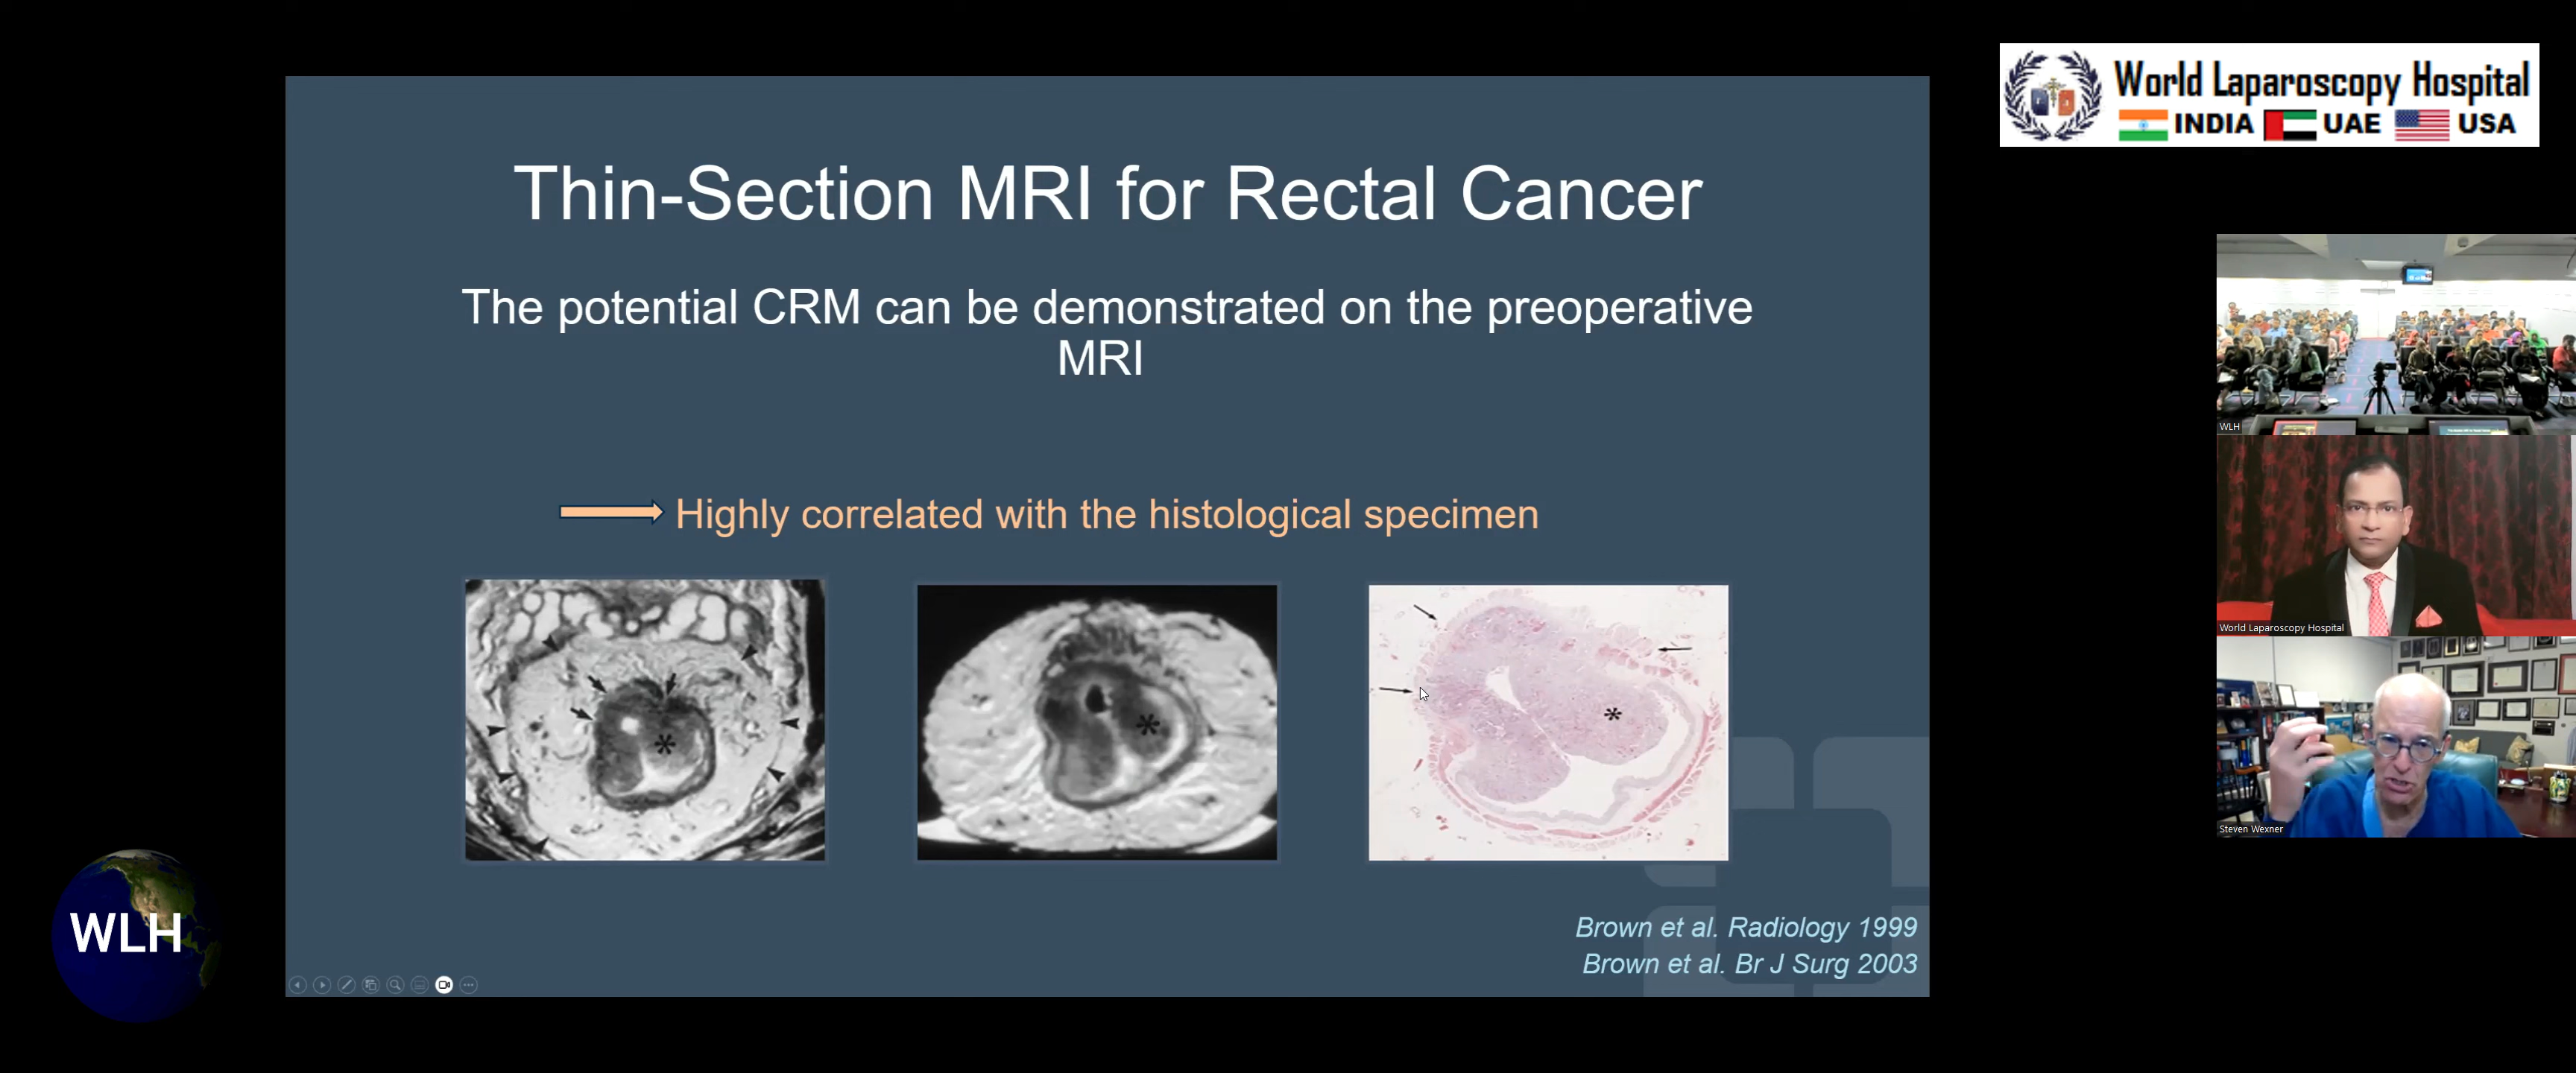 World Laparoscopy Hospital
INDIA UAE USA
Thin-Section MRI for Rectal Cancer
The potential CRM can be demonstrated on the preoperative
MRI
Highly correlated with the histological specimen
*
*
*
Brown et al. Radiology 1999
Brown et al. Br J Surg 2003
WLH
WLH
World Laparoscopy Hospital
Steven Wexner